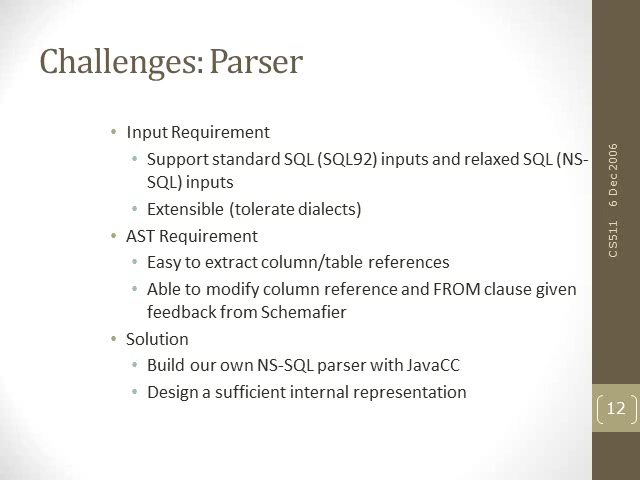 Challenges: Parser
• Input Requirement
• Support standard SQL (SQL92) inputs and relaxed SQL (NS-
SQL) inputs
• Extensible (tolerate dialects)
• AST Requirement
• Easy to extract column/table references
• Able to modify column reference and FROM clause given
feedback from Schemafier
• Solution
• Build our own NS-SQL parser with JavaCC
• Design a sufficient internal representation
CS511 6 Dec 2006
12